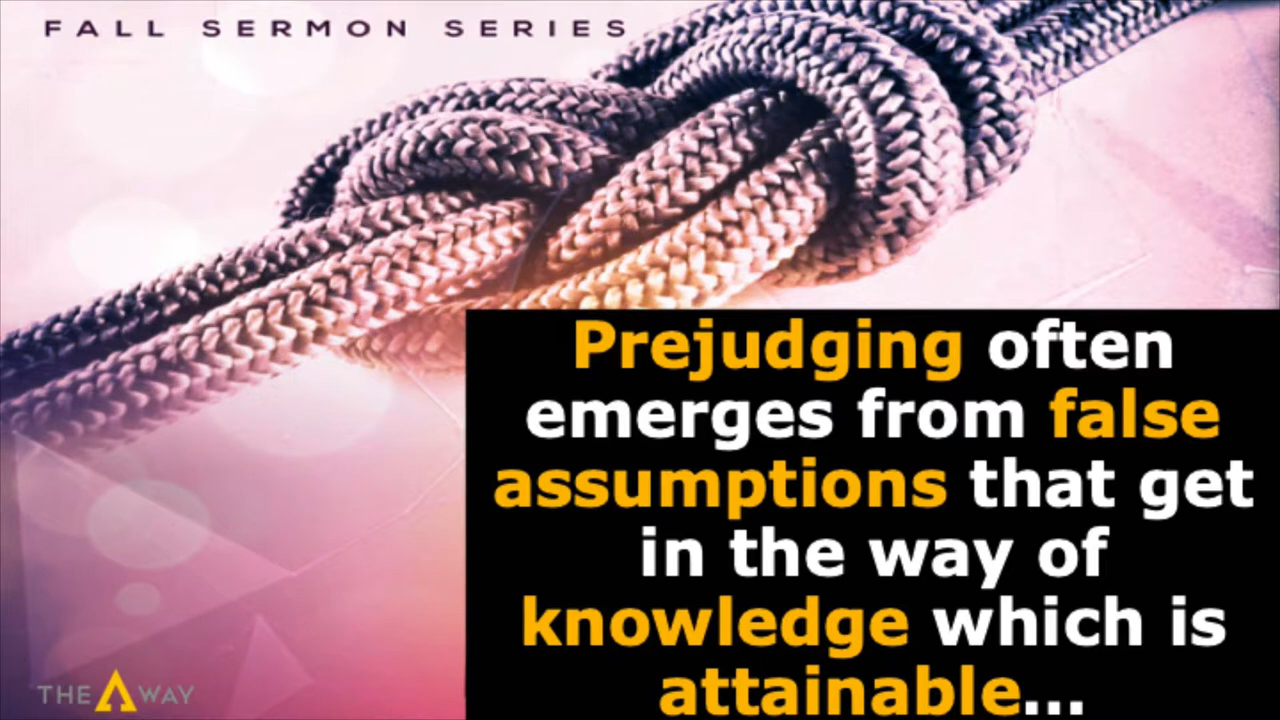 FALL SERMON SERIES
Prejudging often
emerges from false
assumptions that get
in the way of
knowledge which is
attainable...
THE WAY